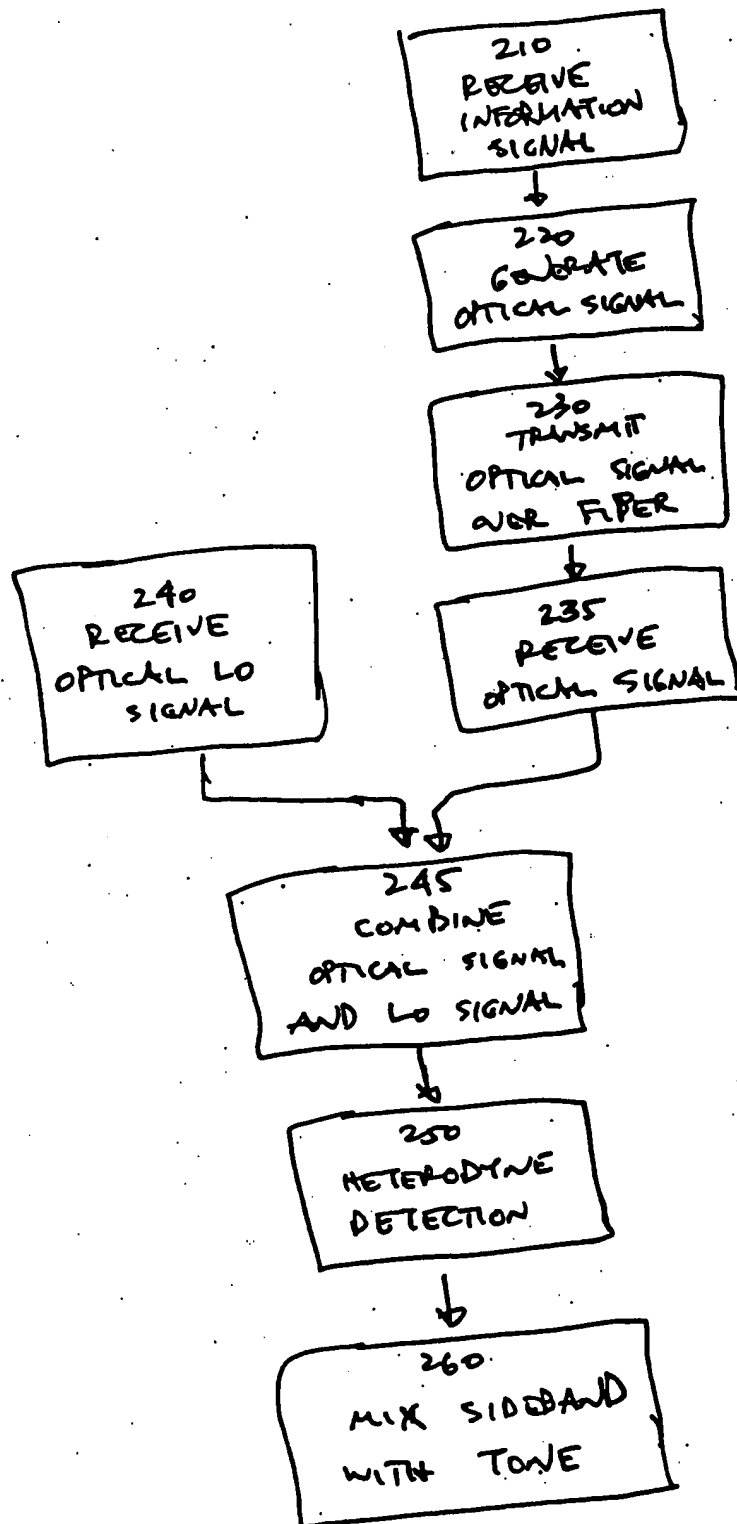 210
RECEIVE
INFORMATION
SIGNAL
220
GENERATE
OPTICAL SIGNAL
230
TRANSMIT
OPTICAL SIGNAL
OVER FIBER
240
RECEIVE
OPTICAL LO
SIGNAL
235
RECEIVE
OPTICAL SIGNAL
245
COMBINE
OPTICAL SIGNAL
AND LO SIGNAL
250
HETERODYNE
DETECTION
260
MIX SIDEBAND
WITH TONE